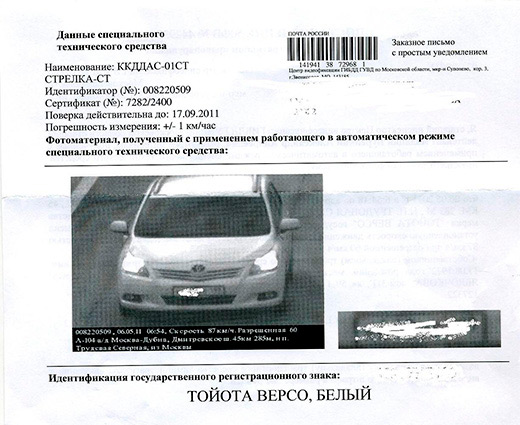 Данные специального
технического средства
Наименование: ККДДАС-01СТ
СТРЕЛКА-СТ
Идентификатор (№): 008220509
Сертификат (№): 7282/2400
Поверка действительна до: 17.09.2011
Погрешность измерения: +/- 1 км/час
ПОЧТА РОССИИ
141941 38 72968 1
Центр видеофиксации ГИБДД ГУВД по Московской области, мкр-н Сулопово, кор. 3,
Заказное письмо
с простым уведомлением
Фотоматериал, полученный с применением работающего в автоматическом режиме
специального технического средства:
008220509, 06.05.11 06:54, Скорость 87км/ч. Разрешенная 60
А-104 а/д Москва-Дубна, Дмитровское ш. 45км 285м, н.п.
Трудовая Северная, из Москвы
Идентификация государственного регистрационного знака:
ТОЙОТА ВЕРСО, БЕЛЫЙ